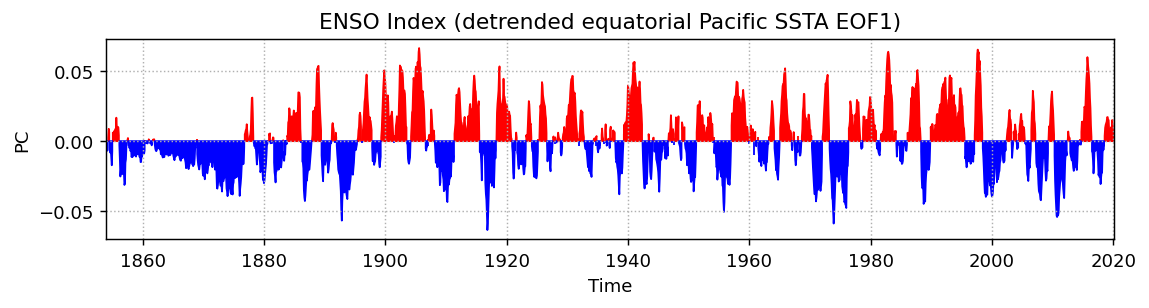 ENSO Index (detrended equatorial Pacific SSTA EOF1)
0.05
0.00
−0.05
PC
1860 1880 1900 1920 1940 1960 1980 2000 2020
Time